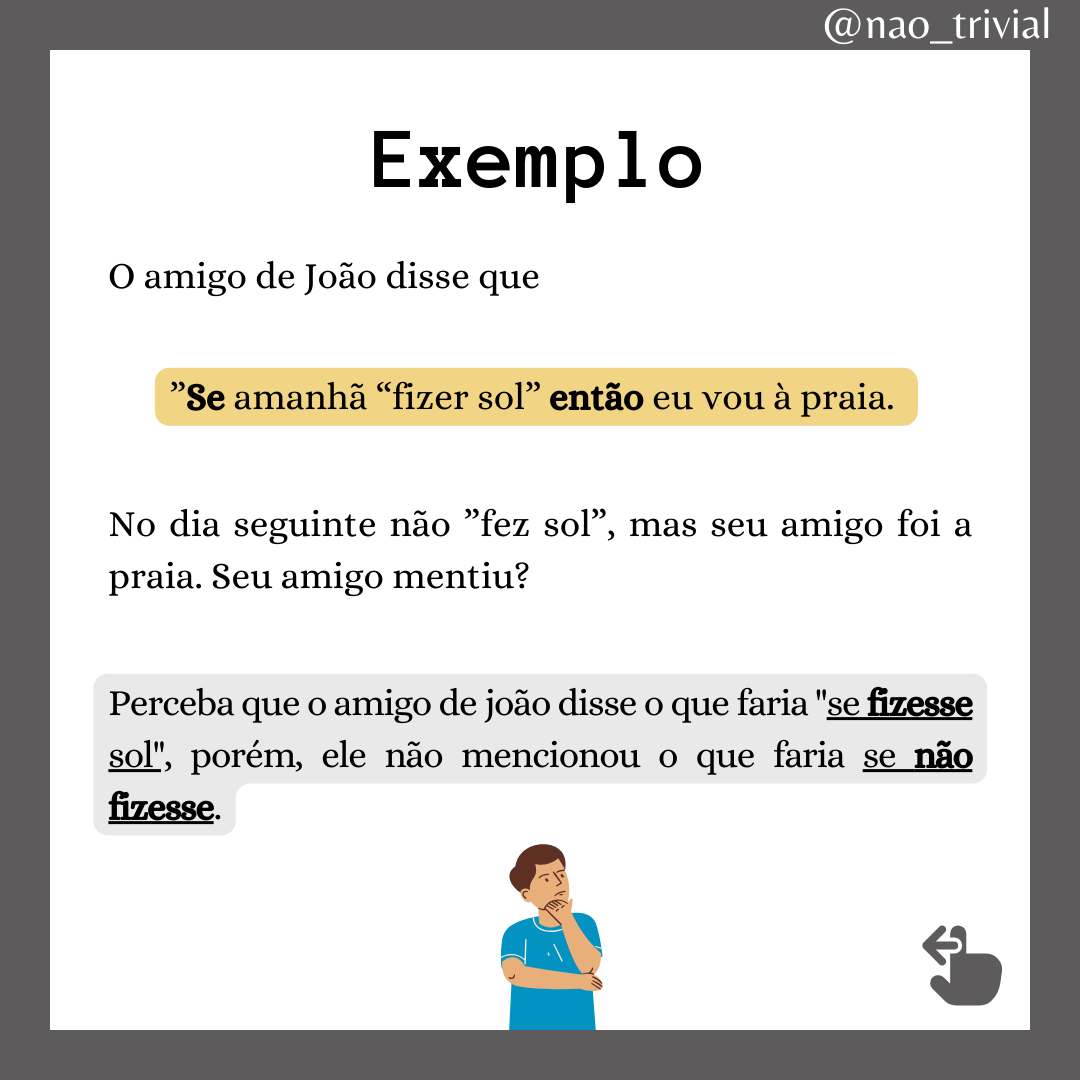 @nao_trivial
Exemplo
O amigo de João disse que
”Se amanhã “fizer sol” então eu vou à praia.
No dia seguinte não ”fez sol”, mas seu amigo foi a
praia. Seu amigo mentiu?
Perceba que o amigo de joão disse o que faria "se fizesse
sol", porém, ele não mencionou o que faria se não
fizesse.